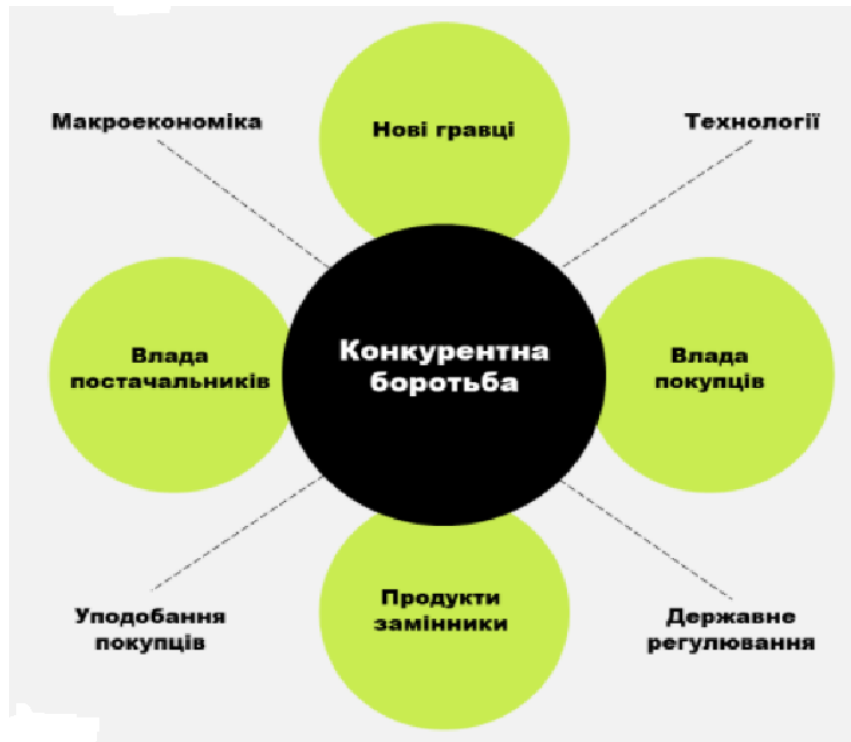 Нові гравці
Макроекономіка
Технології
Влада
постачальників
Конкурентна
боротьба
Влада
покупців
Уподобання
покупців
Продукти
замінники
Державне
регулювання